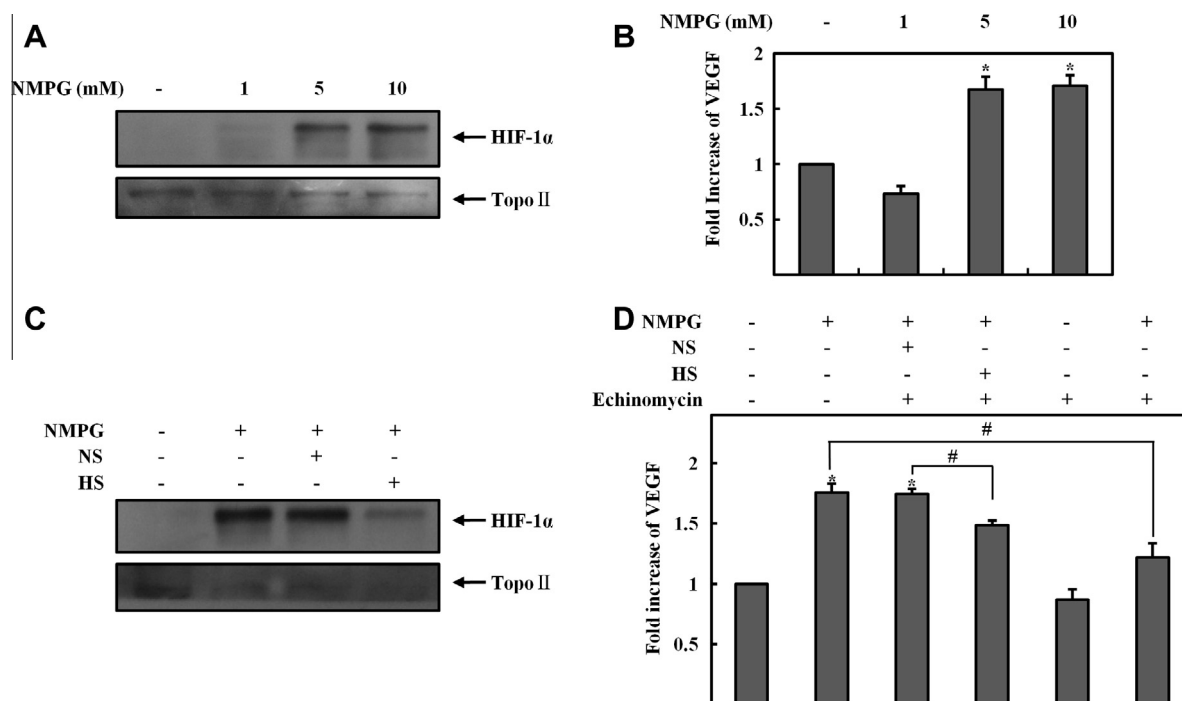 A
NMPG (mM) - 1 5 10
HIF-1α
Topo II
B
NMPG (mM) - 1 5 10
Fold Increase of VEGF
2
1.5
1
0.5
* *
C
NMPG - + + +
NS - - + -
HS - - - +
HIF-1α
Topo II
D
NMPG - + + + - +
NS - - + - - -
HS - - - + - -
Echinomycin - - + + + +
Fold increase of VEGF
2
1.5
1
0.5
#
#
* *